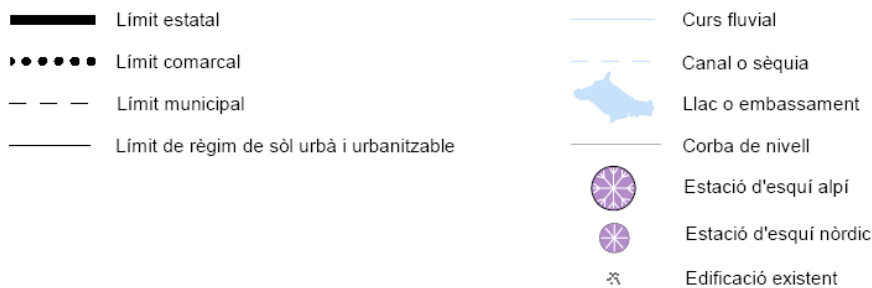 Límit estatal
Límit comarcal
Límit municipal
Límit de règim de sòl urbà i urbanitzable
Curs fluvial
Canal o sèquia
Llac o embassament
Corba de nivell
Estació d'esquí alpí
Estació d'esquí nòrdic
Edificació existent